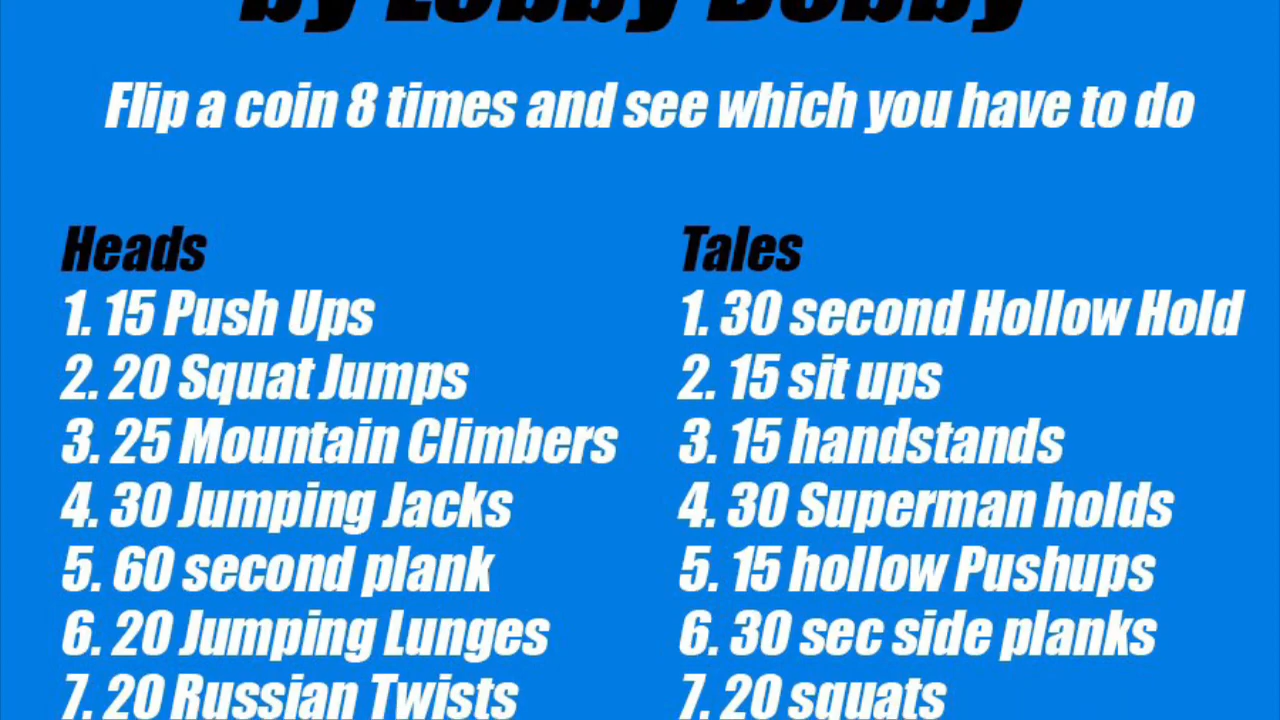 by Lobby Dobby
Flip a coin 8 times and see which you have to do
Heads
1. 15 Push Ups
2. 20 Squat Jumps
3. 25 Mountain Climbers
4. 30 Jumping Jacks
5. 60 second plank
6. 20 Jumping Lunges
7. 20 Russian Twists
Tales
1. 30 second Hollow Hold
2. 15 sit ups
3. 15 handstands
4. 30 Superman holds
5. 15 hollow Pushups
6. 30 sec side planks
7. 20 squats